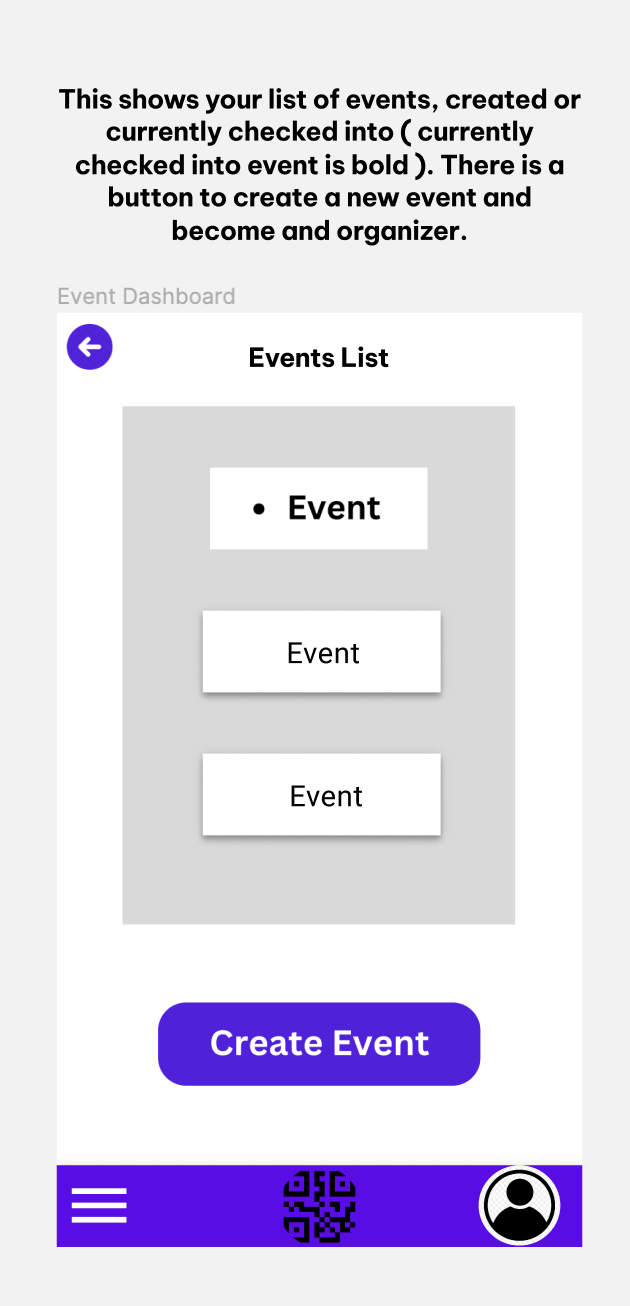 This shows your list of events, created or
currently checked into ( currently
checked into event is bold ). There is a
button to create a new event and
become and organizer.
Event Dashboard
Events List
• Event
Event
Event
Create Event